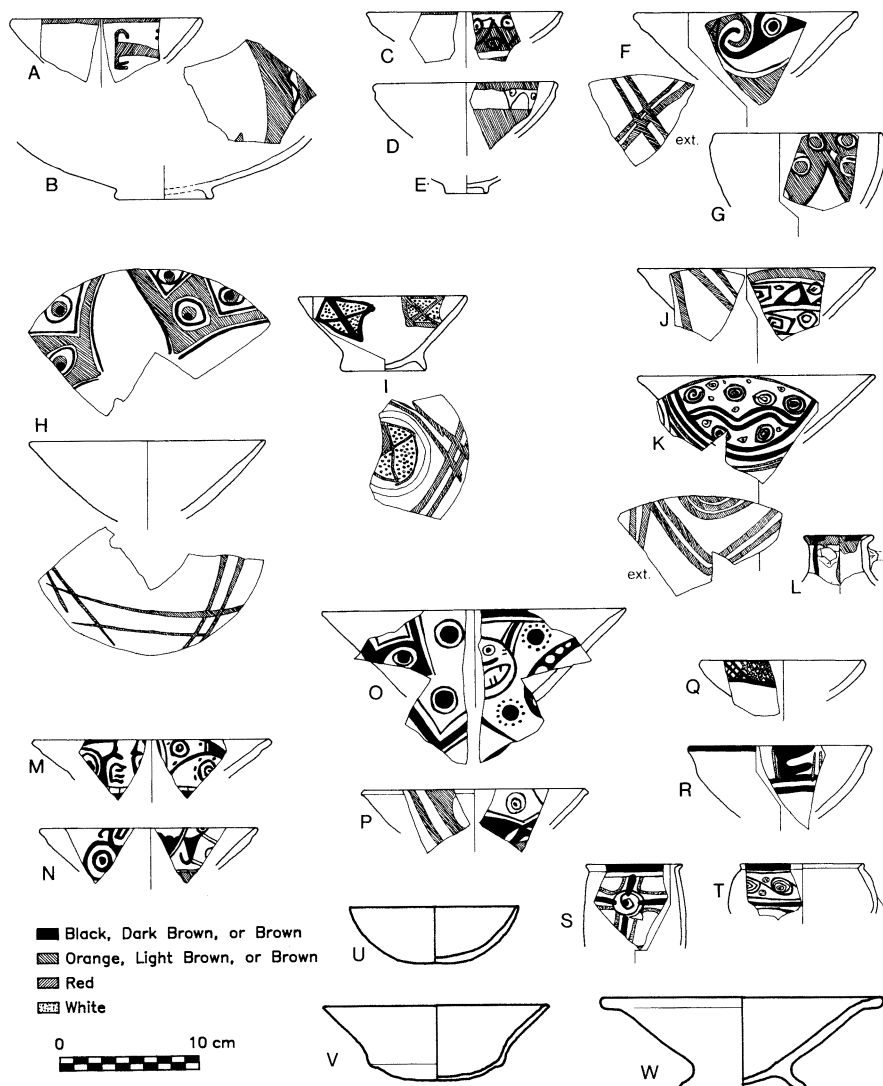 A
B
C
D
E
F
ext.
G
H
I
J
K
ext.
L
M
N
O
P
Q
R
S
T
U
V
W
Black, Dark Brown, or Brown
Orange, Light Brown, or Brown
Red
White
0 10 cm